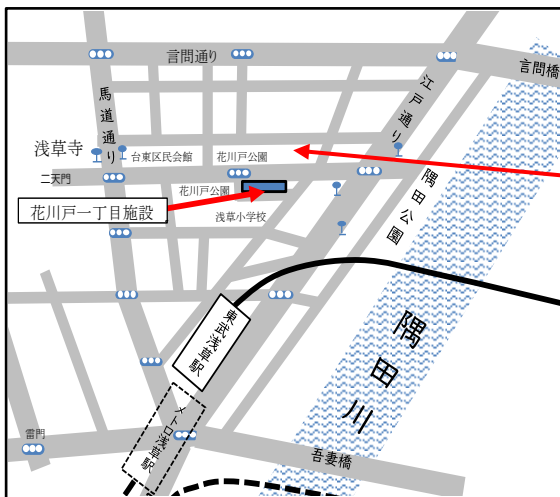 言問通り
言問橋
馬道通り
江戸通り
浅草寺
台東区民会館
花川戸公園
二天門
花川戸公園
花川戸一丁目施設
浅草小学校
隅田公園
東武浅草駅
隅田川
メトロ浅草駅
雷門
吾妻橋